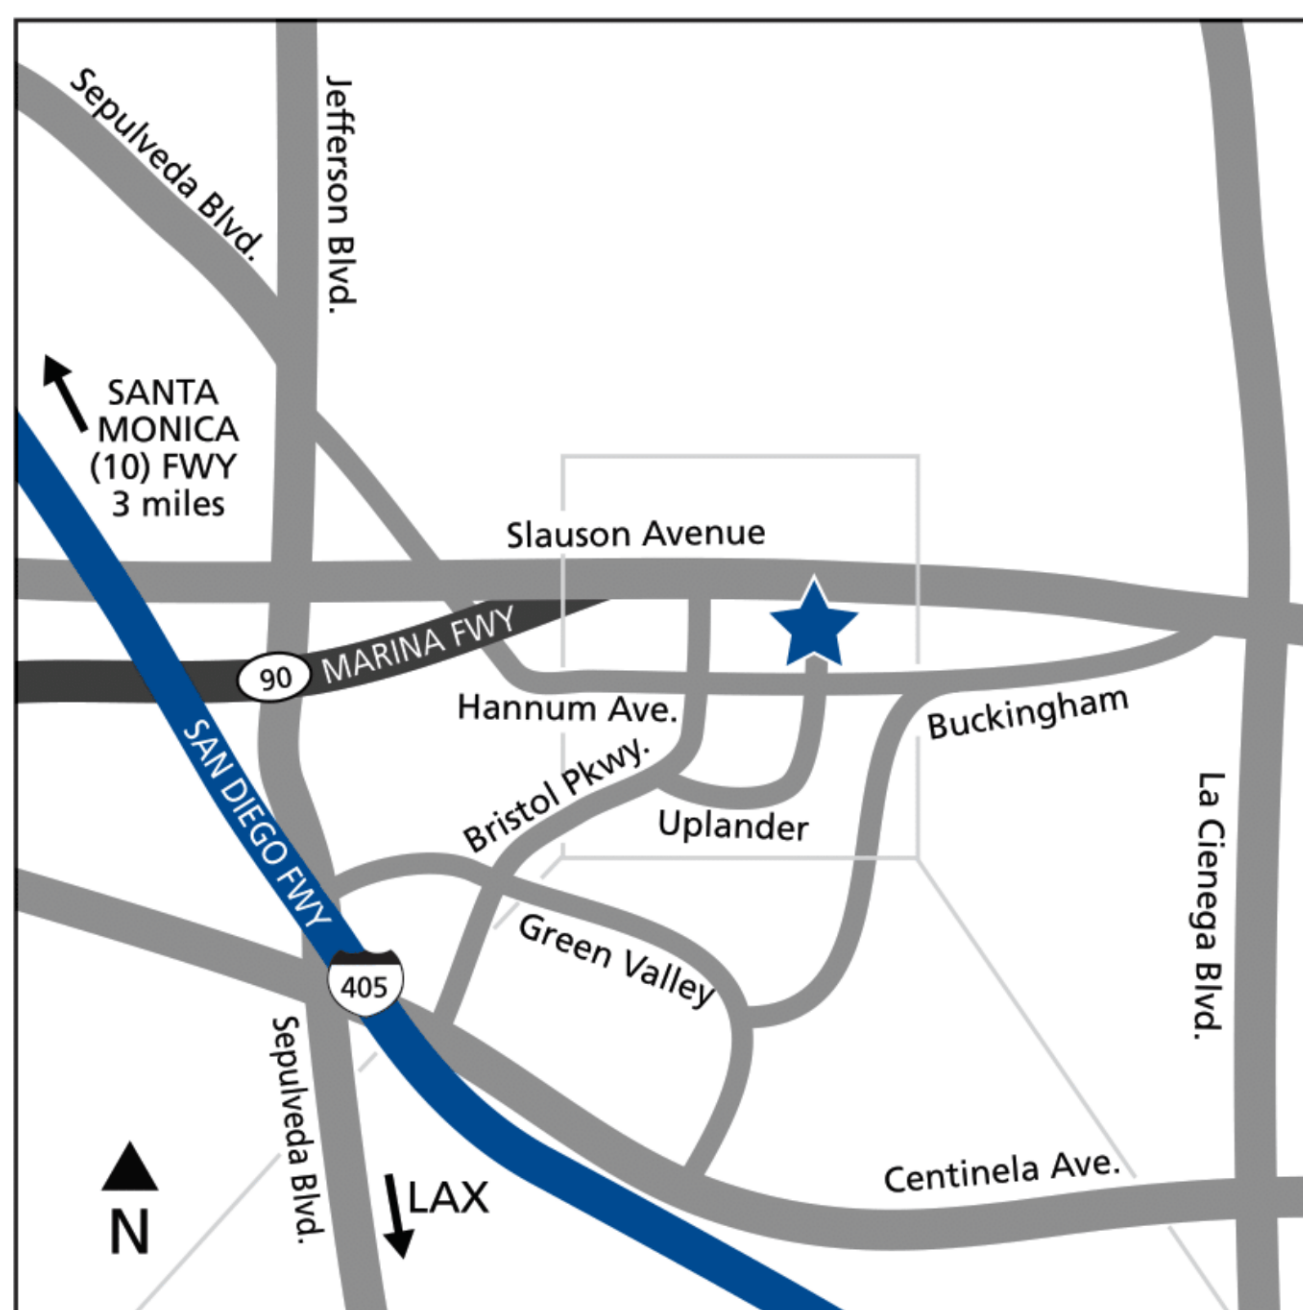 Sepulveda Blvd.
Jefferson Blvd.
SANTA
MONICA
(10) FWY
3 miles
Slauson Avenue
90
MARINA FWY
Hannum Ave.
Buckingham
SAN DIEGO FWY
Bristol Pkwy.
Uplander
La Cienega Blvd.
Green Valley
405
Sepulveda Blvd.
Centinela Ave.
LAX
N